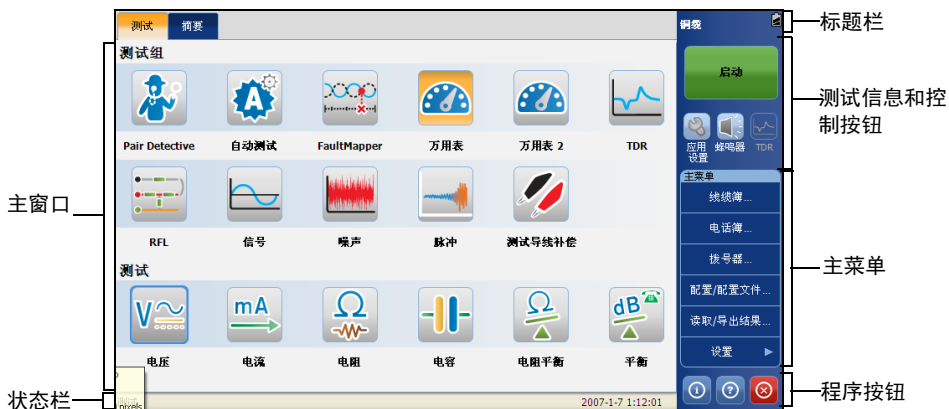 测试 摘要
铜缆
标题栏
测试组
启动
测试信息和控
制按钮
Pair Detective 自动测试 FaultMapper 万用表 万用表 2 TDR
应用
设置 蜂鸣器 TDR
主菜单
主窗口
线缆簿...
电话簿...
拨号器...
配置/配置文件...
读取/导出结果...
设置
主菜单
RFL 信号 噪声 脉冲 测试导线补偿
测试
V
mA
Ω
Ω
dB
电压 电流 电阻 电容 电阻平衡 平衡
状态栏
pixels
2007-1-7 1:12:01
程序按钮